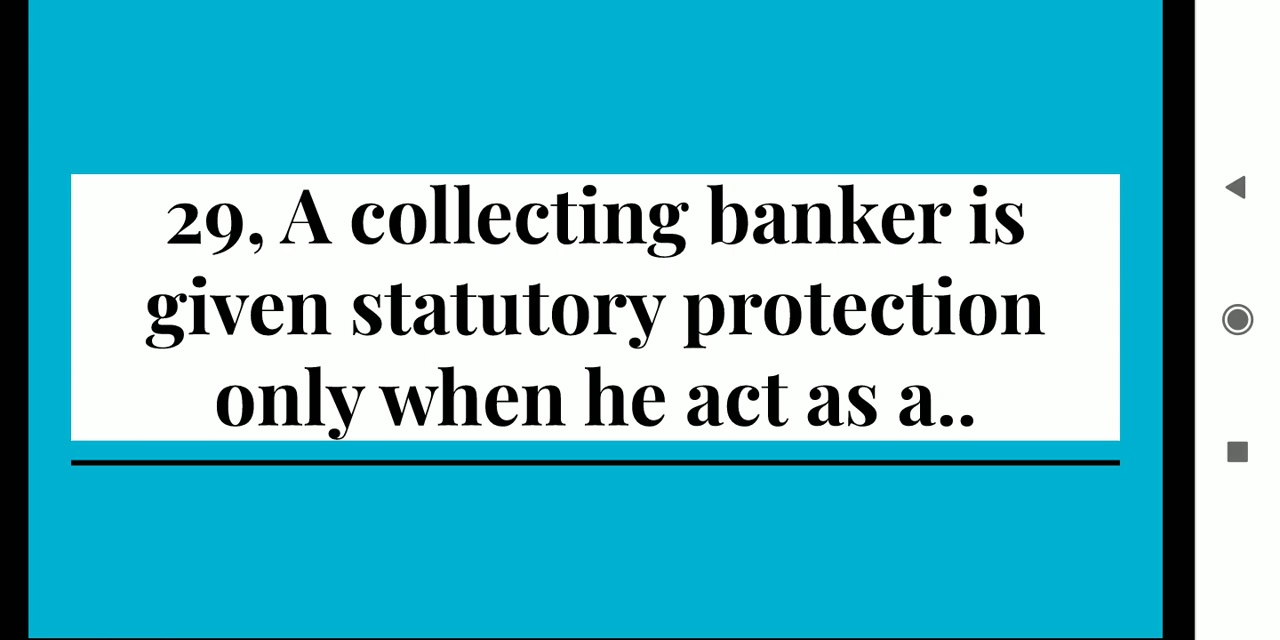 29, A collecting banker is
given statutory protection
only when he act as a..